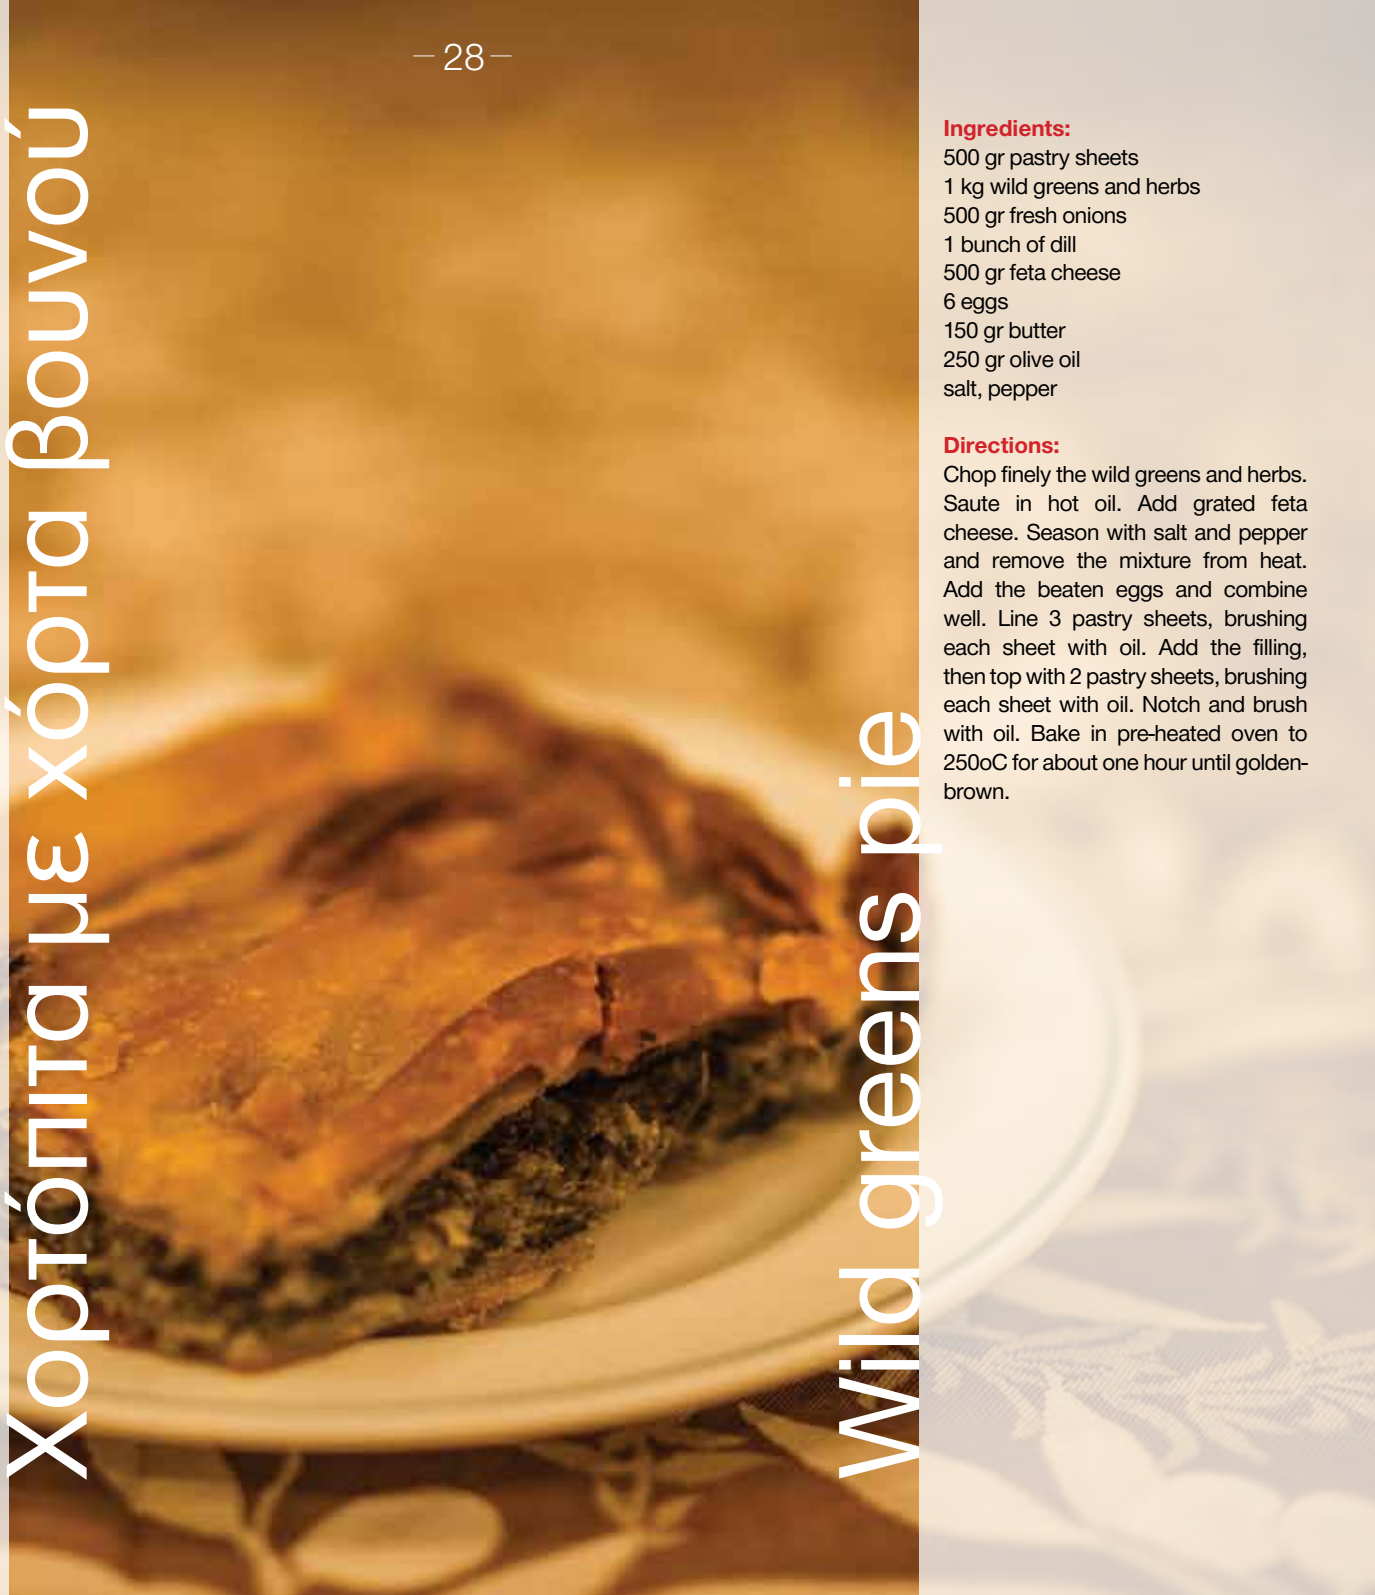 — 28 —
Χορτόπιτα με χόρτα βουνού
Wild greens pie
Ingredients:
500 gr pastry sheets
1 kg wild greens and herbs
500 gr fresh onions
1 bunch of dill
500 gr feta cheese
6 eggs
150 gr butter
250 gr olive oil
salt, pepper
Directions:
Chop finely the wild greens and herbs.
Saute in hot oil. Add grated feta
cheese. Season with salt and pepper
and remove the mixture from heat.
Add the beaten eggs and combine
well. Line 3 pastry sheets, brushing
each sheet with oil. Add the filling,
then top with 2 pastry sheets, brushing
each sheet with oil. Notch and brush
with oil. Bake in pre-heated oven to
250oC for about one hour until golden-
brown.